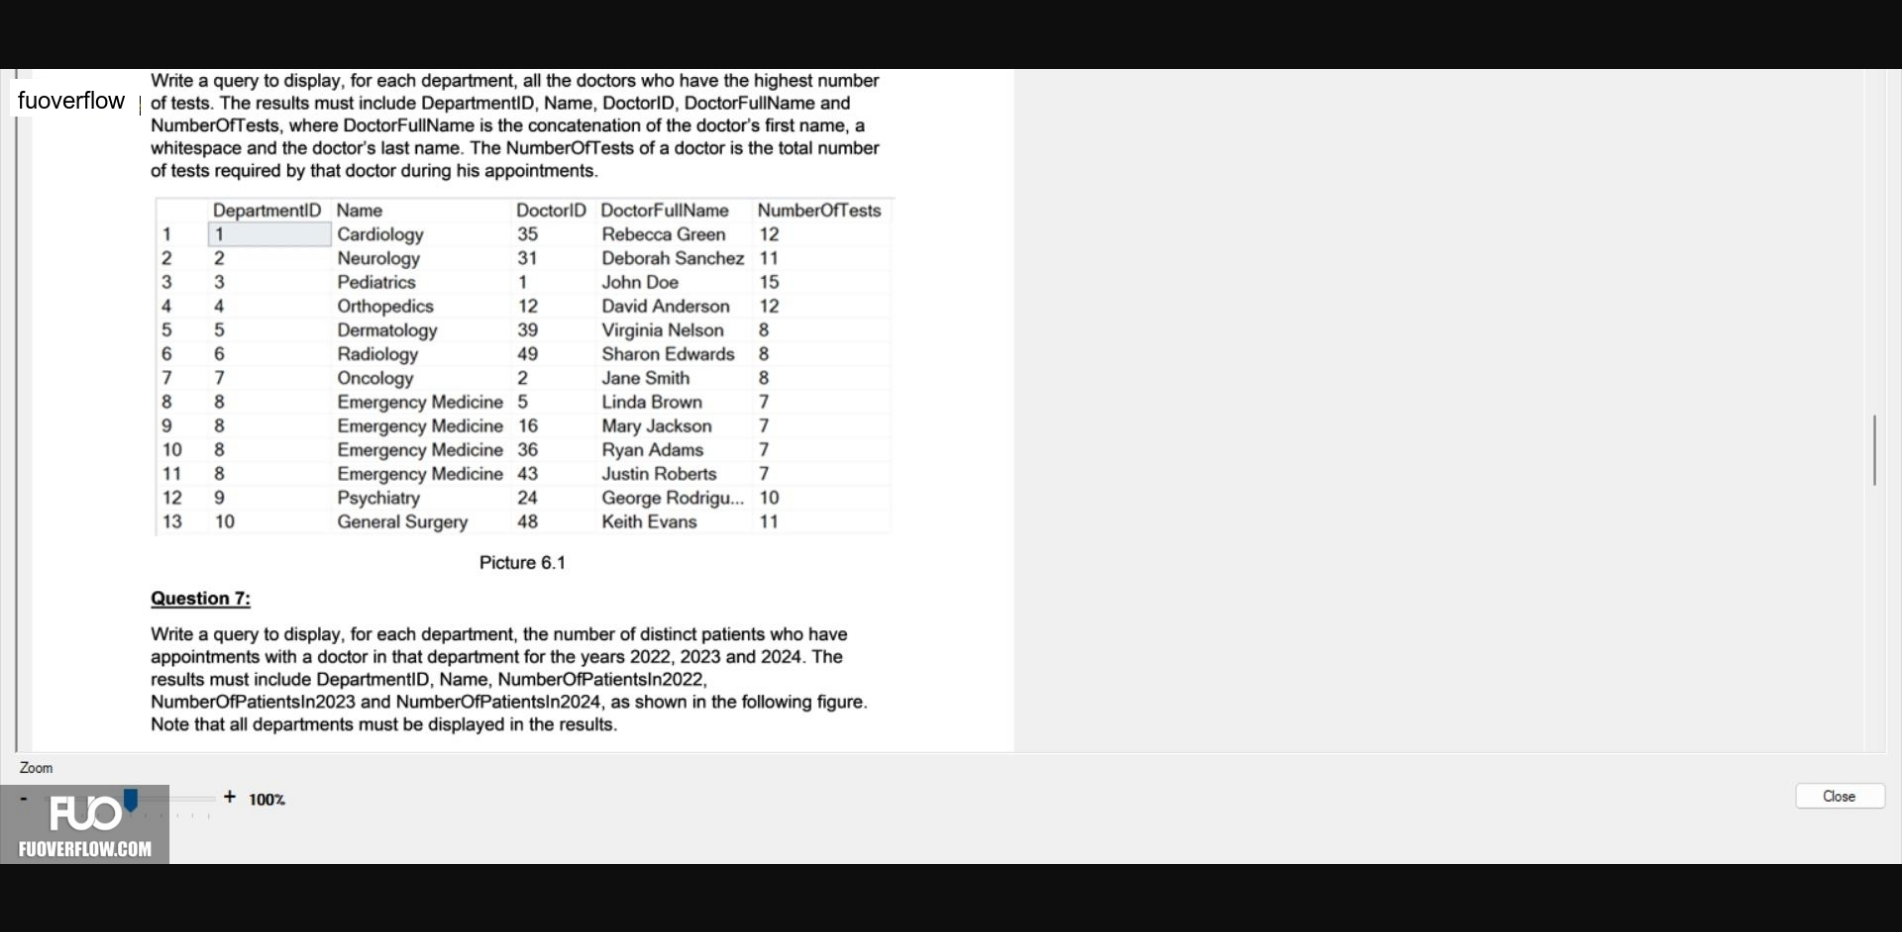 Write a query to display, for each department, all the doctors who have the highest number
fuoverflow
of tests. The results must include DepartmentID, Name, DoctorID, DoctorFullName and
NumberOfTests, where DoctorFullName is the concatenation of the doctor's first name, a
whitespace and the doctor's last name. The NumberOfTests of a doctor is the total number
of tests required by that doctor during his appointments.
DepartmentID Name DoctorID DoctorFullName NumberOfTests
1 1 Cardiology 35 Rebecca Green 12
2 2 Neurology 31 Deborah Sanchez 11
3 3 Pediatrics 1 John Doe 15
4 4 Orthopedics 12 David Anderson 12
5 5 Dermatology 39 Virginia Nelson 8
6 6 Radiology 49 Sharon Edwards 8
7 7 Oncology 2 Jane Smith 8
8 8 Emergency Medicine 5 Linda Brown 7
9 8 Emergency Medicine 16 Mary Jackson 7
10 8 Emergency Medicine 36 Ryan Adams 7
11 8 Emergency Medicine 43 Justin Roberts 7
12 9 Psychiatry 24 George Rodrigu... 10
13 10 General Surgery 48 Keith Evans 11
Picture 6.1
Question 7:
Write a query to display, for each department, the number of distinct patients who have
appointments with a doctor in that department for the years 2022, 2023 and 2024. The
results must include DepartmentID, Name, NumberOfPatientsIn2022,
NumberOfPatientsIn2023 and NumberOfPatientsIn2024, as shown in the following figure.
Note that all departments must be displayed in the results.
Zoom
- + 100%
Close
FUO
FUOVERFLOW.COM